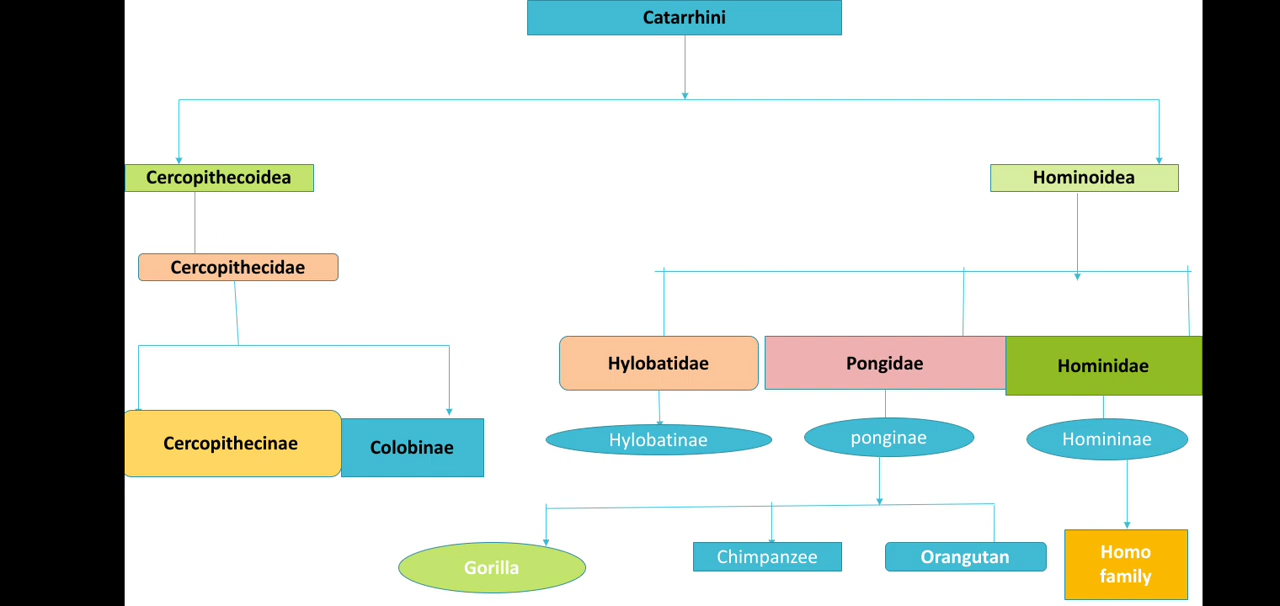 Catarrhini
Cercopithecoidea
Hominoidea
Cercopithecidae
Hylobatidae
Pongidae
Hominidae
Cercopithecinae
Colobinae
Hylobatinae
ponginae
Homininae
Gorilla
Chimpanzee
Orangutan
Homo
family